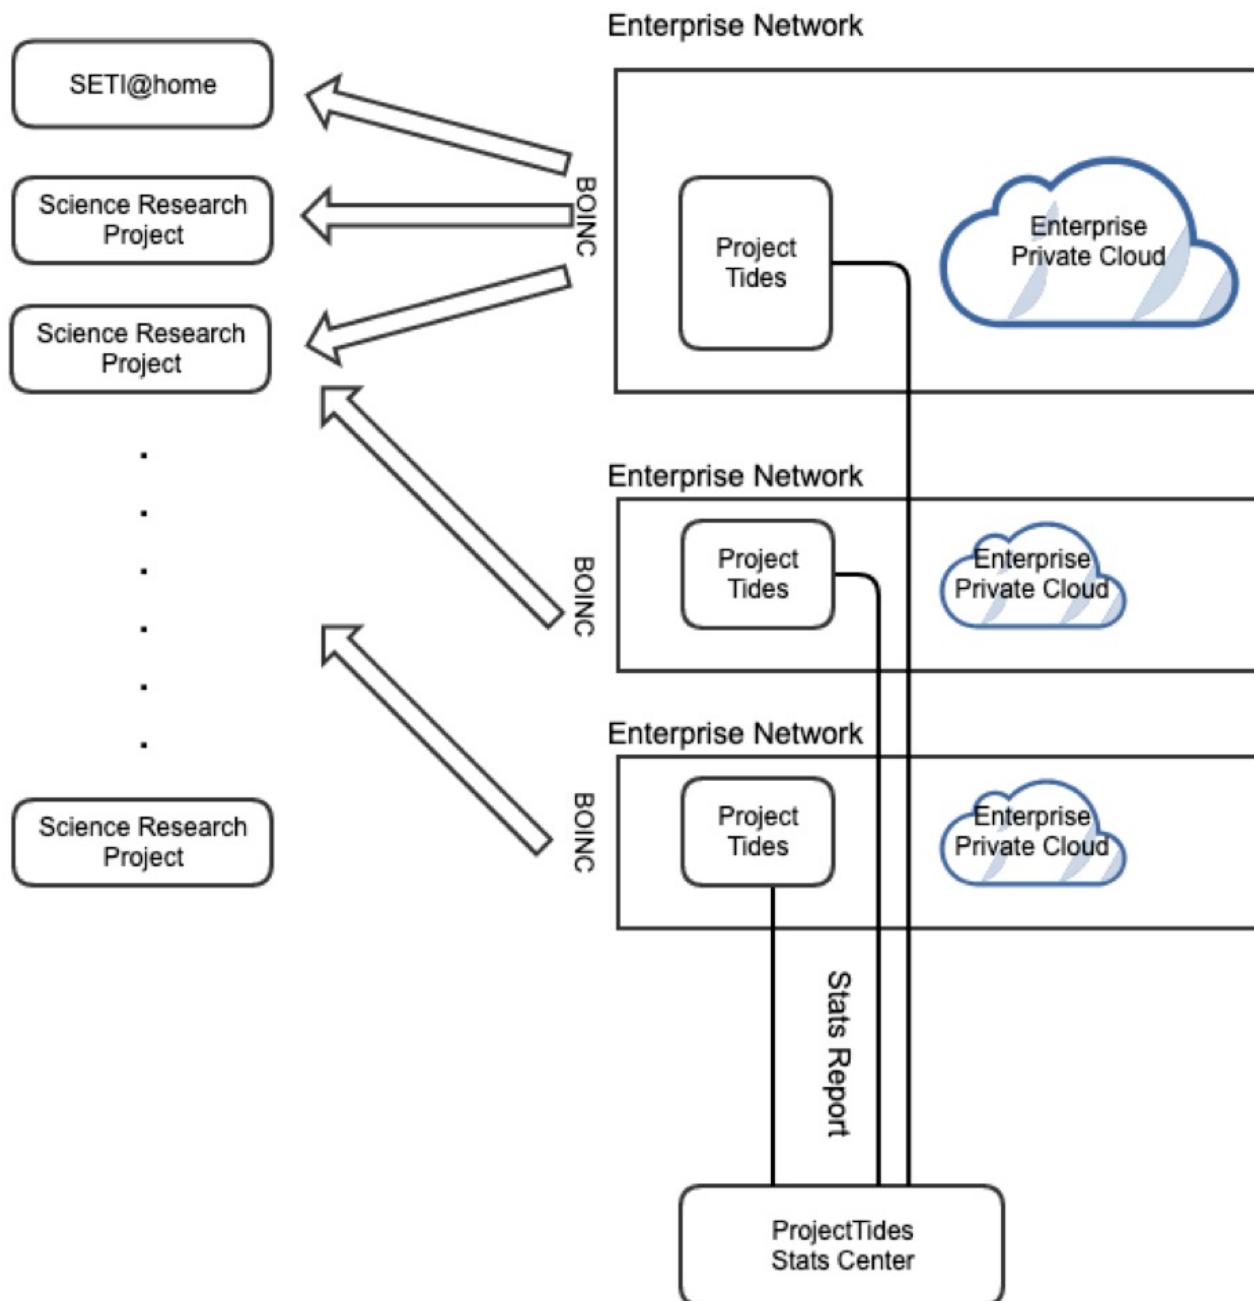 Enterprise Network
SETI@home
Science Research
Project
Science Research
Project
BOINC
Project
Tides
Enterprise
Private Cloud
Enterprise Network
BOINC
Project
Tides
Enterprise
Private Cloud
Enterprise Network
Science Research
Project
BOINC
Project
Tides
Enterprise
Private Cloud
Stats Report
ProjectTides
Stats Center